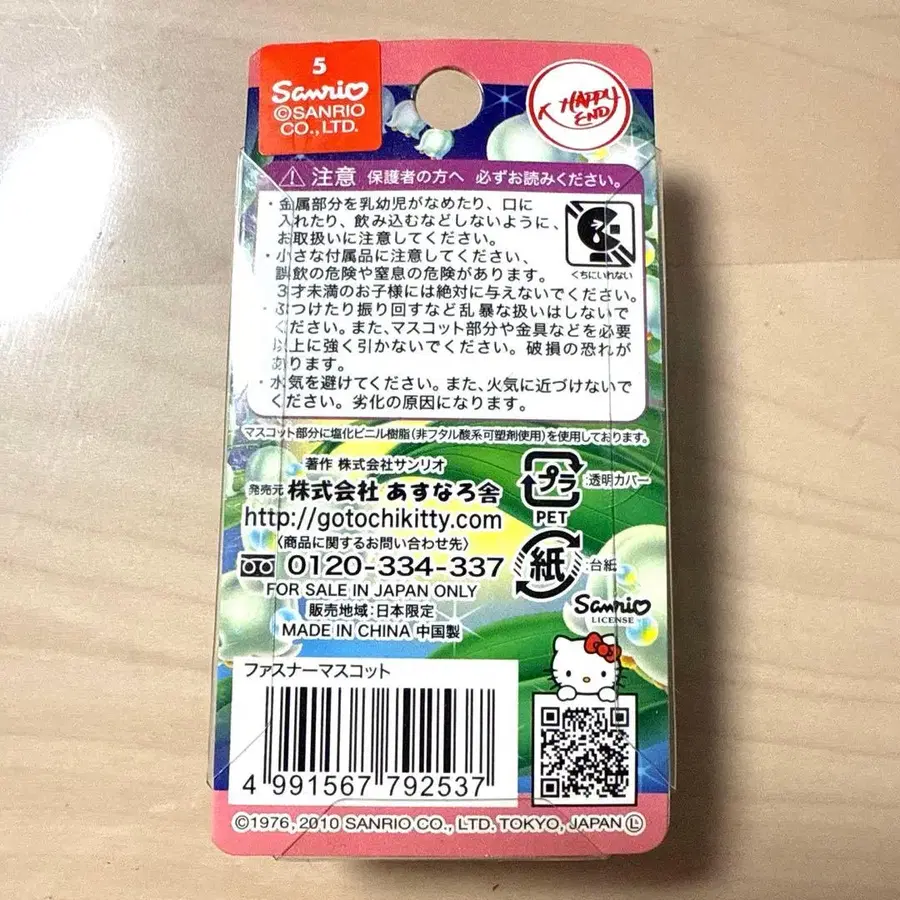 5
Sanrio
©SANRIO
CO.,LTD.
HAPPY
END
注意 保護者の方へ 必ずお読みください。
・金属部分を乳幼児がなめたり、口に
入れたり、飲み込むなどしないように、
お取扱いに注意してください。
・小さな付属品に注意してください、
誤飲の危険や窒息の危険があります。
3才未満のお子様には絶対に与えないでください。
くちにいれない
・ぶつけたり振り回すなど乱暴な扱いはしないで
ください。また、マスコット部分や金具などを必要
以上に強く引かないでください。破損の恐れが
あります。
・水気を避けてください。また、火気に近づけないで
ください。劣化の原因になります。
マスコット部分に塩化ビニル樹脂(非フタル酸系可塑剤使用)を使用しております。
著作 株式会社サンリオ
発売元 株式会社 あすなろ舎
http://gotochikitty.com
〈商品に関するお問い合わせ先〉
0120-334-337
FOR SALE IN JAPAN ONLY
販売地域:日本限定
MADE IN CHINA 中国製
プラ :透明カバー
PET
紙 :台紙
Sanrio
LICENSE
ファスナーマスコット
4 991567 792537
©1976, 2010 SANRIO CO., LTD. TOKYO, JAPAN Ⓛ